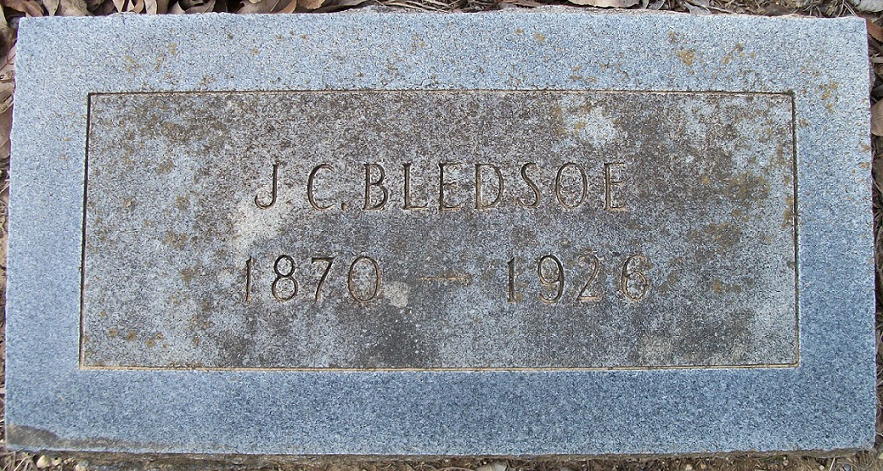 J. C. BLEDSOE
1870 — 1926